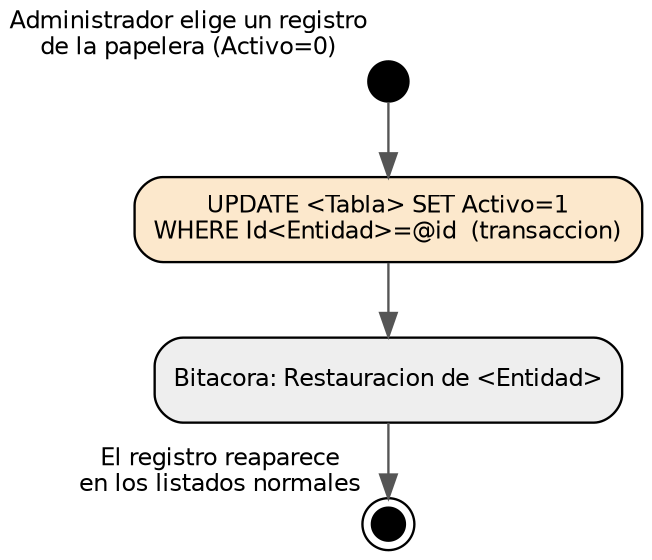 Administrador elige un registro
de la papelera (Activo=0)
UPDATE <Tabla> SET Activo=1
WHERE Id<Entidad>=@id  (transaccion)
Bitacora: Restauracion de <Entidad>
El registro reaparece
en los listados normales